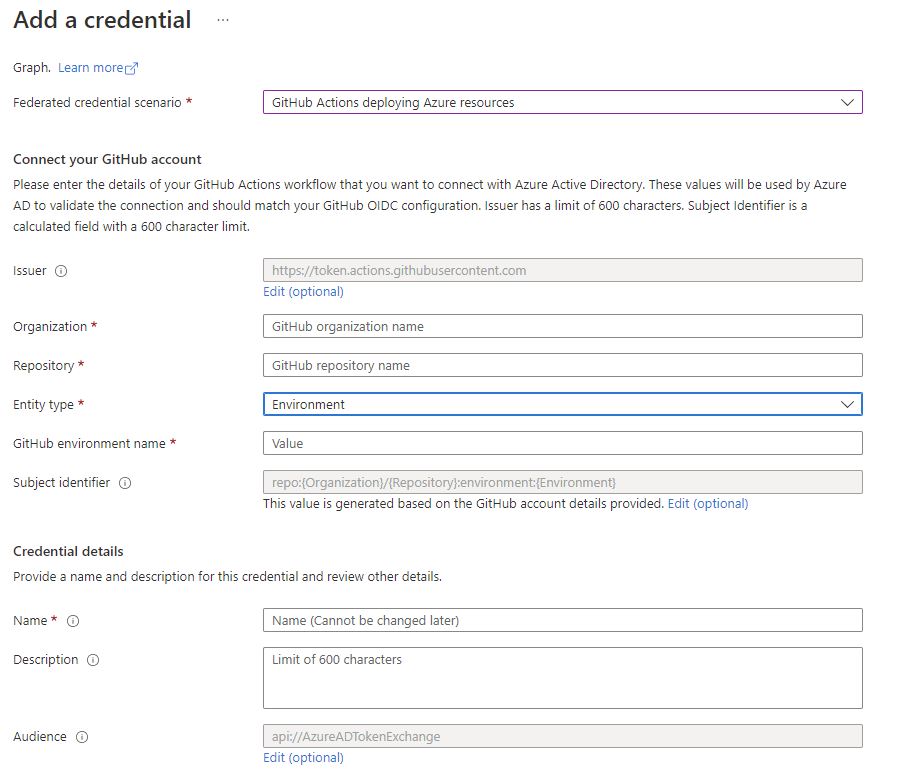 Add a credential ...
Graph. Learn more
Federated credential scenario * GitHub Actions deploying Azure resources
Connect your GitHub account
Please enter the details of your GitHub Actions workflow that you want to connect with Azure Active Directory. These values will be used by Azure
AD to validate the connection and should match your GitHub OIDC configuration. Issuer has a limit of 600 characters. Subject Identifier is a
calculated field with a 600 character limit.
Issuer https://token.actions.githubusercontent.com
Edit (optional)
Organization * GitHub organization name
Repository * GitHub repository name
Entity type * Environment
GitHub environment name * Value
Subject identifier repo:{Organization}/{Repository}:environment:{Environment}
This value is generated based on the GitHub account details provided. Edit (optional)
Credential details
Provide a name and description for this credential and review other details.
Name * Name (Cannot be changed later)
Description Limit of 600 characters
Audience api://AzureADTokenExchange
Edit (optional)